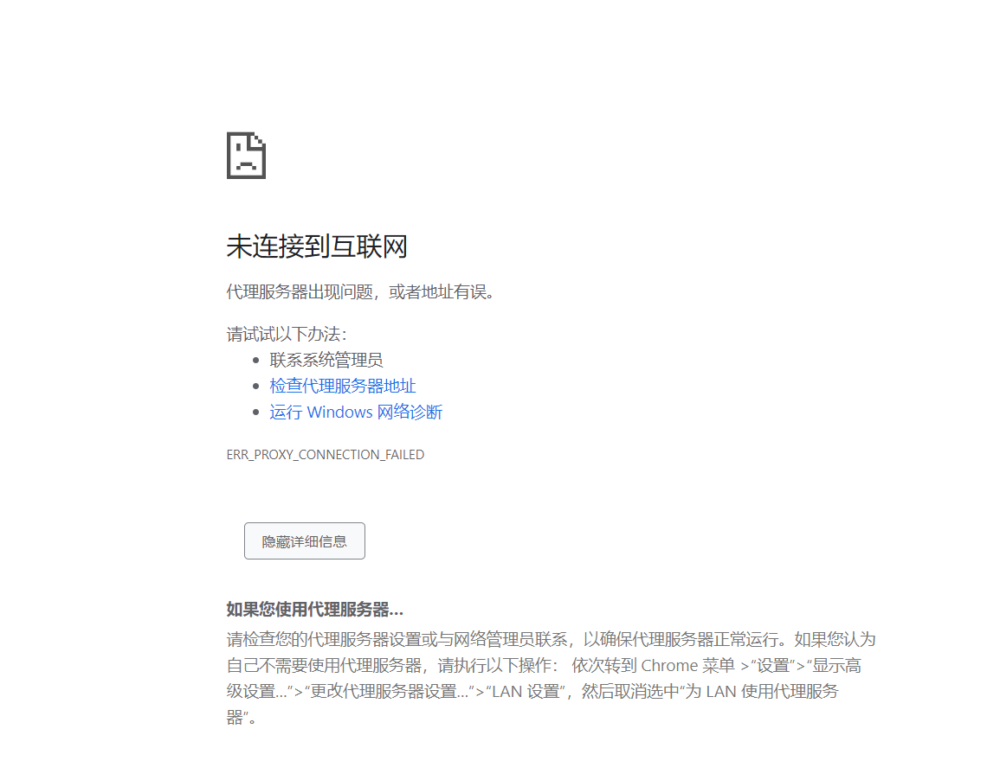 未连接到互联网
代理服务器出现问题，或者地址有误。
请试试以下办法：
联系系统管理员
检查代理服务器地址
运行 Windows 网络诊断
ERR_PROXY_CONNECTION_FAILED
隐藏详细信息
如果您使用代理服务器…
请检查您的代理服务器设置或与网络管理员联系，以确保代理服务器正常运行。如果您认为
自己不需要使用代理服务器，请执行以下操作： 依次转到 Chrome 菜单 >“设置”>“显示高
级设置…”>“更改代理服务器设置…”>“LAN 设置”，然后取消选中“为 LAN 使用代理服务
器”。